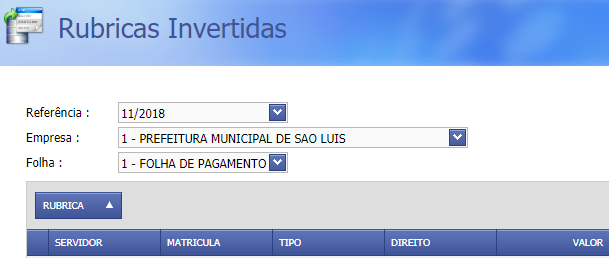 Rubricas Invertidas
Referência : 11/2018
Empresa : 1 - PREFEITURA MUNICIPAL DE SAO LUIS
Folha : 1 - FOLHA DE PAGAMENTO
RUBRICA
SERVIDOR MATRICULA TIPO DIREITO VALOR